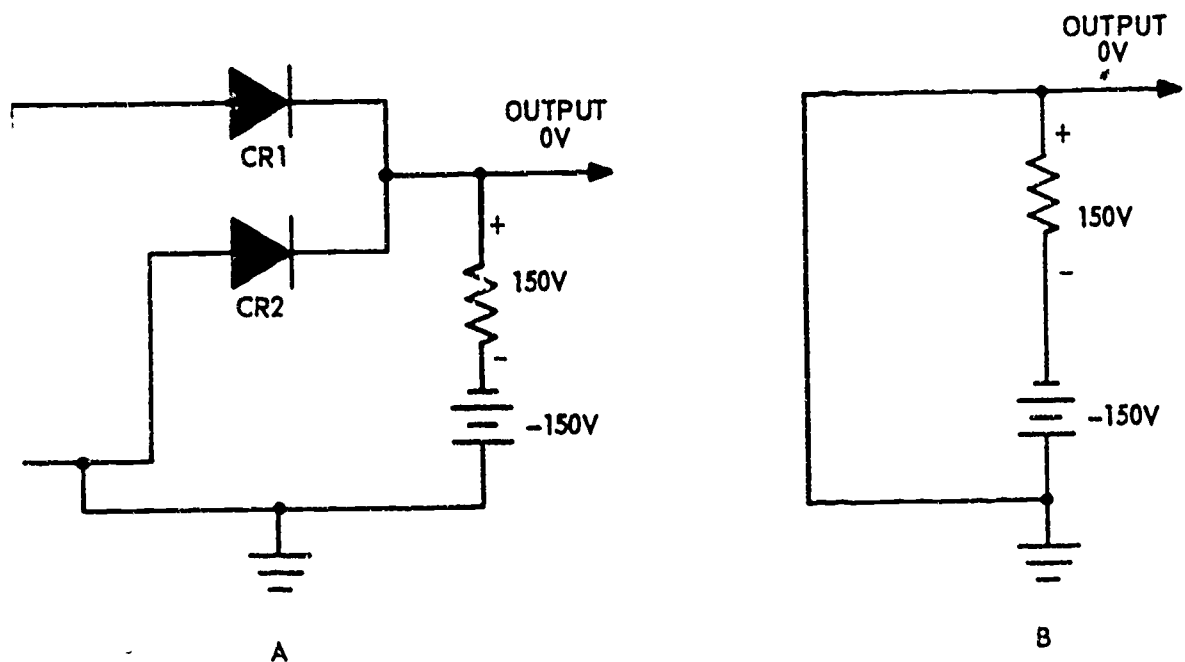 OUTPUT
0V
CR1
+
150V
-
CR2
-150V
A
OUTPUT
0V
+
150V
-
-150V
B